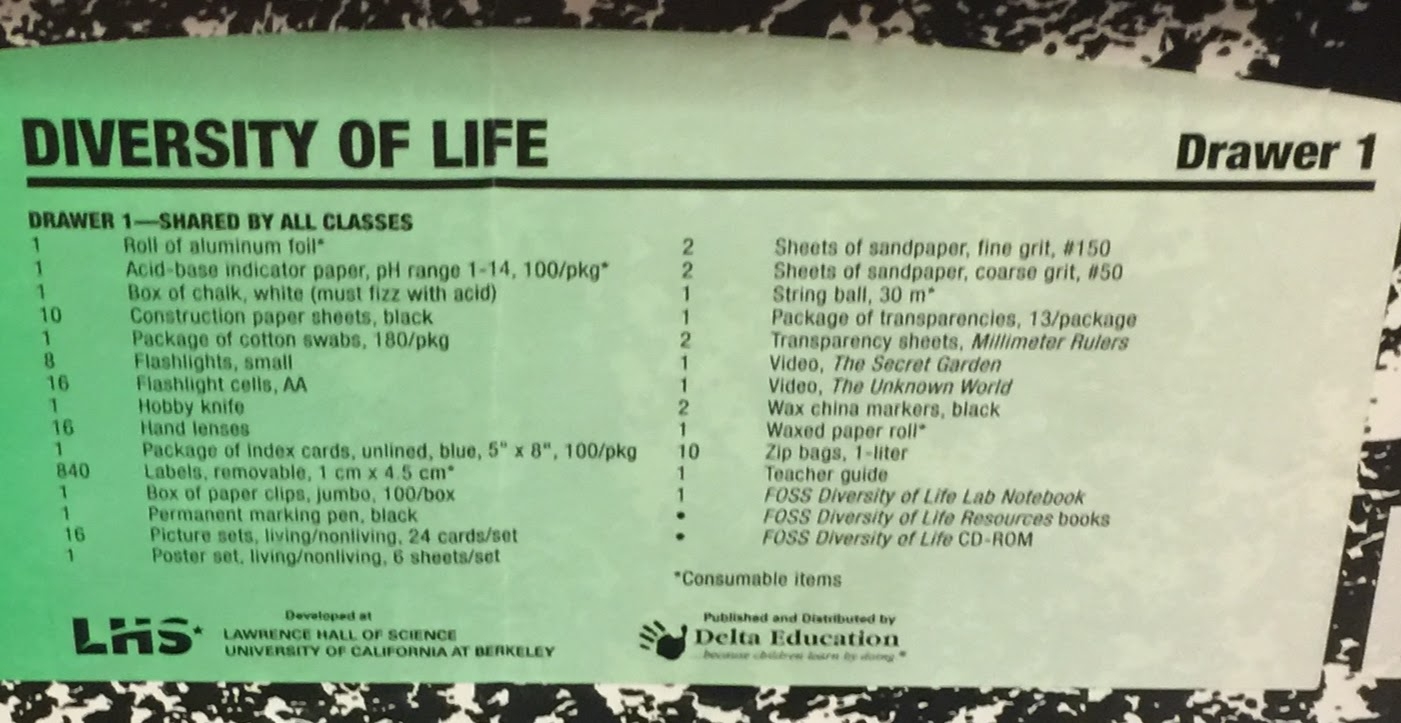 DIVERSITY OF LIFE
Drawer 1
DRAWER 1—SHARED BY ALL CLASSES
1 Roll of aluminum foil*
1 Acid-base indicator paper, pH range 1-14, 100/pkg*
1 Box of chalk, white (must fizz with acid)
10 Construction paper sheets, black
1 Package of cotton swabs, 180/pkg
8 Flashlights, small
16 Flashlight cells, AA
1 Hobby knife
16 Hand lenses
1 Package of index cards, unlined, blue, 5" x 8", 100/pkg
840 Labels, removable, 1 cm x 4.5 cm*
1 Box of paper clips, jumbo, 100/box
1 Permanent marking pen, black
16 Picture sets, living/nonliving, 24 cards/set
1 Poster set, living/nonliving, 6 sheets/set
2 Sheets of sandpaper, fine grit, #150
2 Sheets of sandpaper, coarse grit, #50
1 String ball, 30 m*
1 Package of transparencies, 13/package
2 Transparency sheets, Millimeter Rulers
1 Video, The Secret Garden
1 Video, The Unknown World
2 Wax china markers, black
1 Waxed paper roll*
10 Zip bags, 1-liter
1 Teacher guide
1 FOSS Diversity of Life Lab Notebook
• FOSS Diversity of Life Resources books
• FOSS Diversity of Life CD-ROM
*Consumable items
LHS*
Developed at
LAWRENCE HALL OF SCIENCE
UNIVERSITY OF CALIFORNIA AT BERKELEY
Published and Distributed by
Delta Education
...because children learn by doing.®